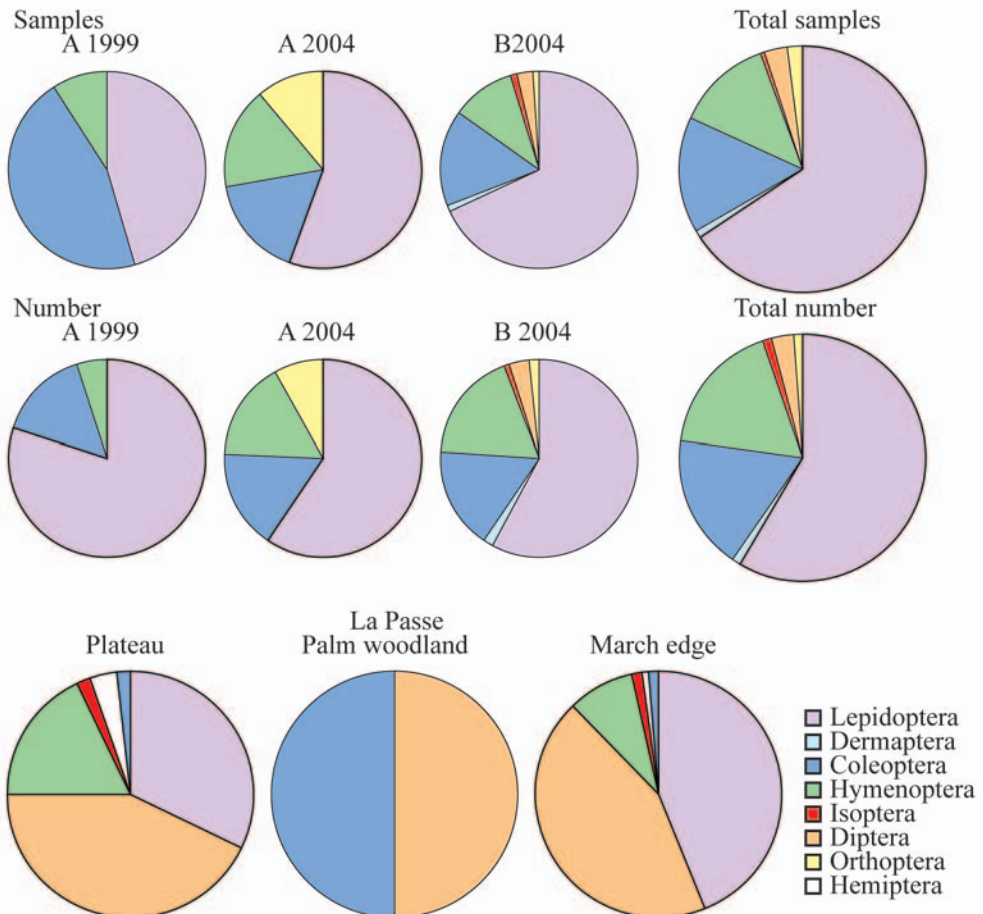 Samples
A 1999
A 2004
B2004
Total samples
Number
A 1999
A 2004
B 2004
Total number
Plateau
La Passe
Palm woodland
March edge
Lepidoptera
Dermaptera
Coleoptera
Hymenoptera
Isoptera
Diptera
Orthoptera
Hemiptera